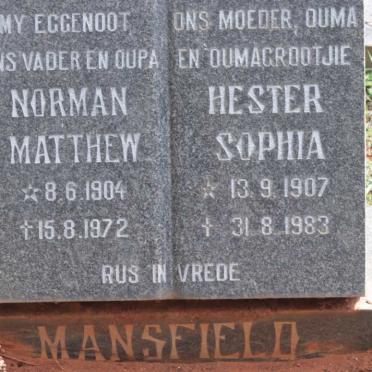 MY EGGENOOT
NS VADER EN OUPA
NORMAN
MATTHEW
☆ 8.6.1904
✝ 15.8.1972
ONS MOEDER, OUMA
EN OUMAGROOTJIE
HESTER
SOPHIA
☆ 13.9.1907
✝ 31.8.1983
RUS IN VREDE
MANSFIELD